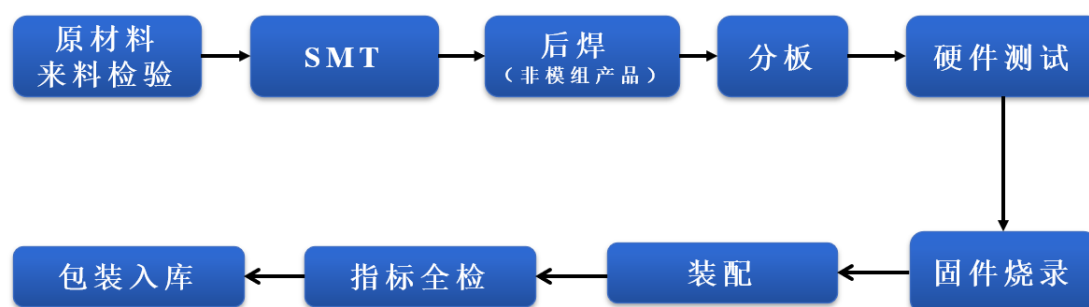 原材料
来料检验
SMT
后焊
（非模组产品）
分板
硬件测试
固件烧录
装配
指标全检
包装入库